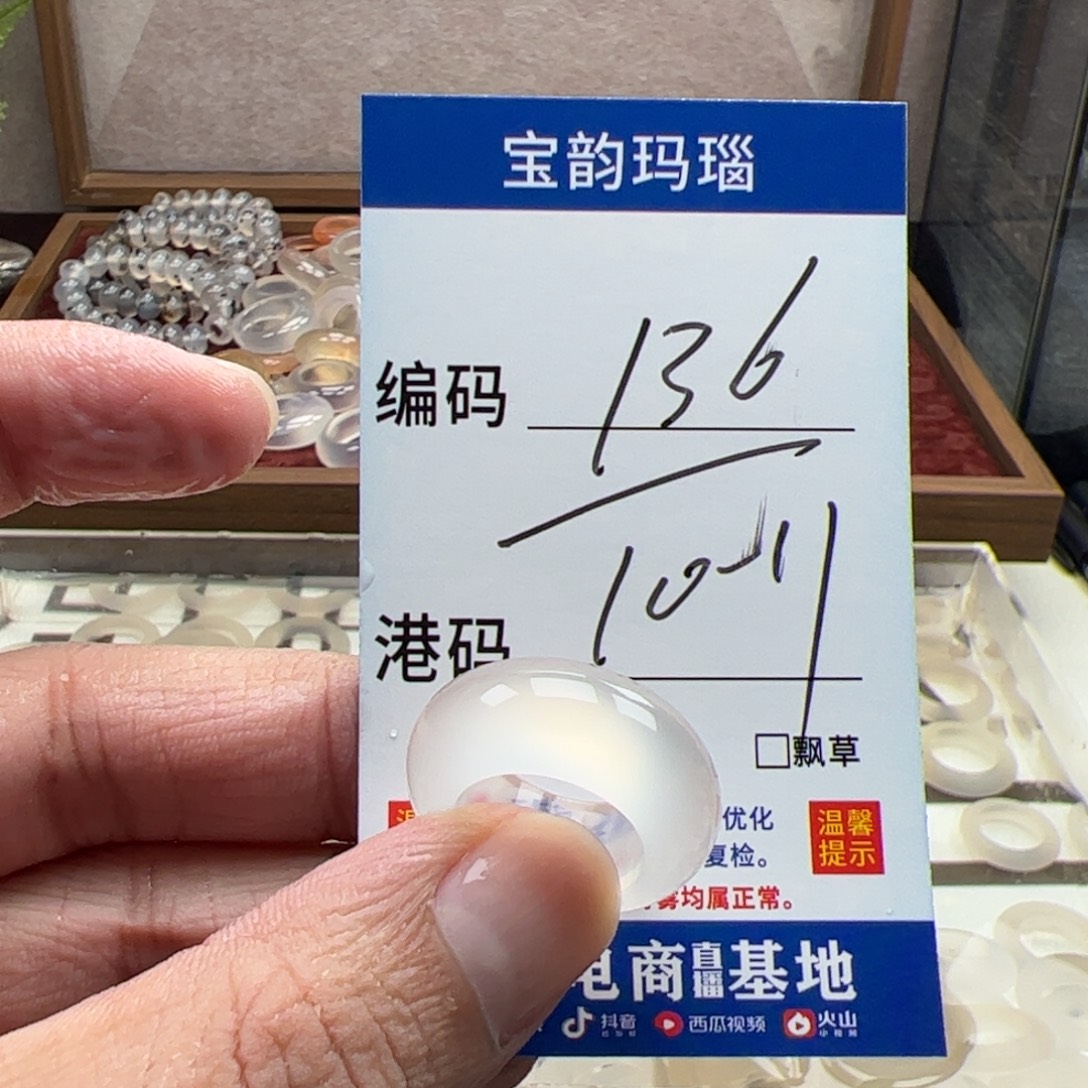 宝韵玛瑙
编码 136
港码 10-11
□飘草
优化
复检。
温馨
提示
均属正常。
电商直播基地
抖音 西瓜视频 火山